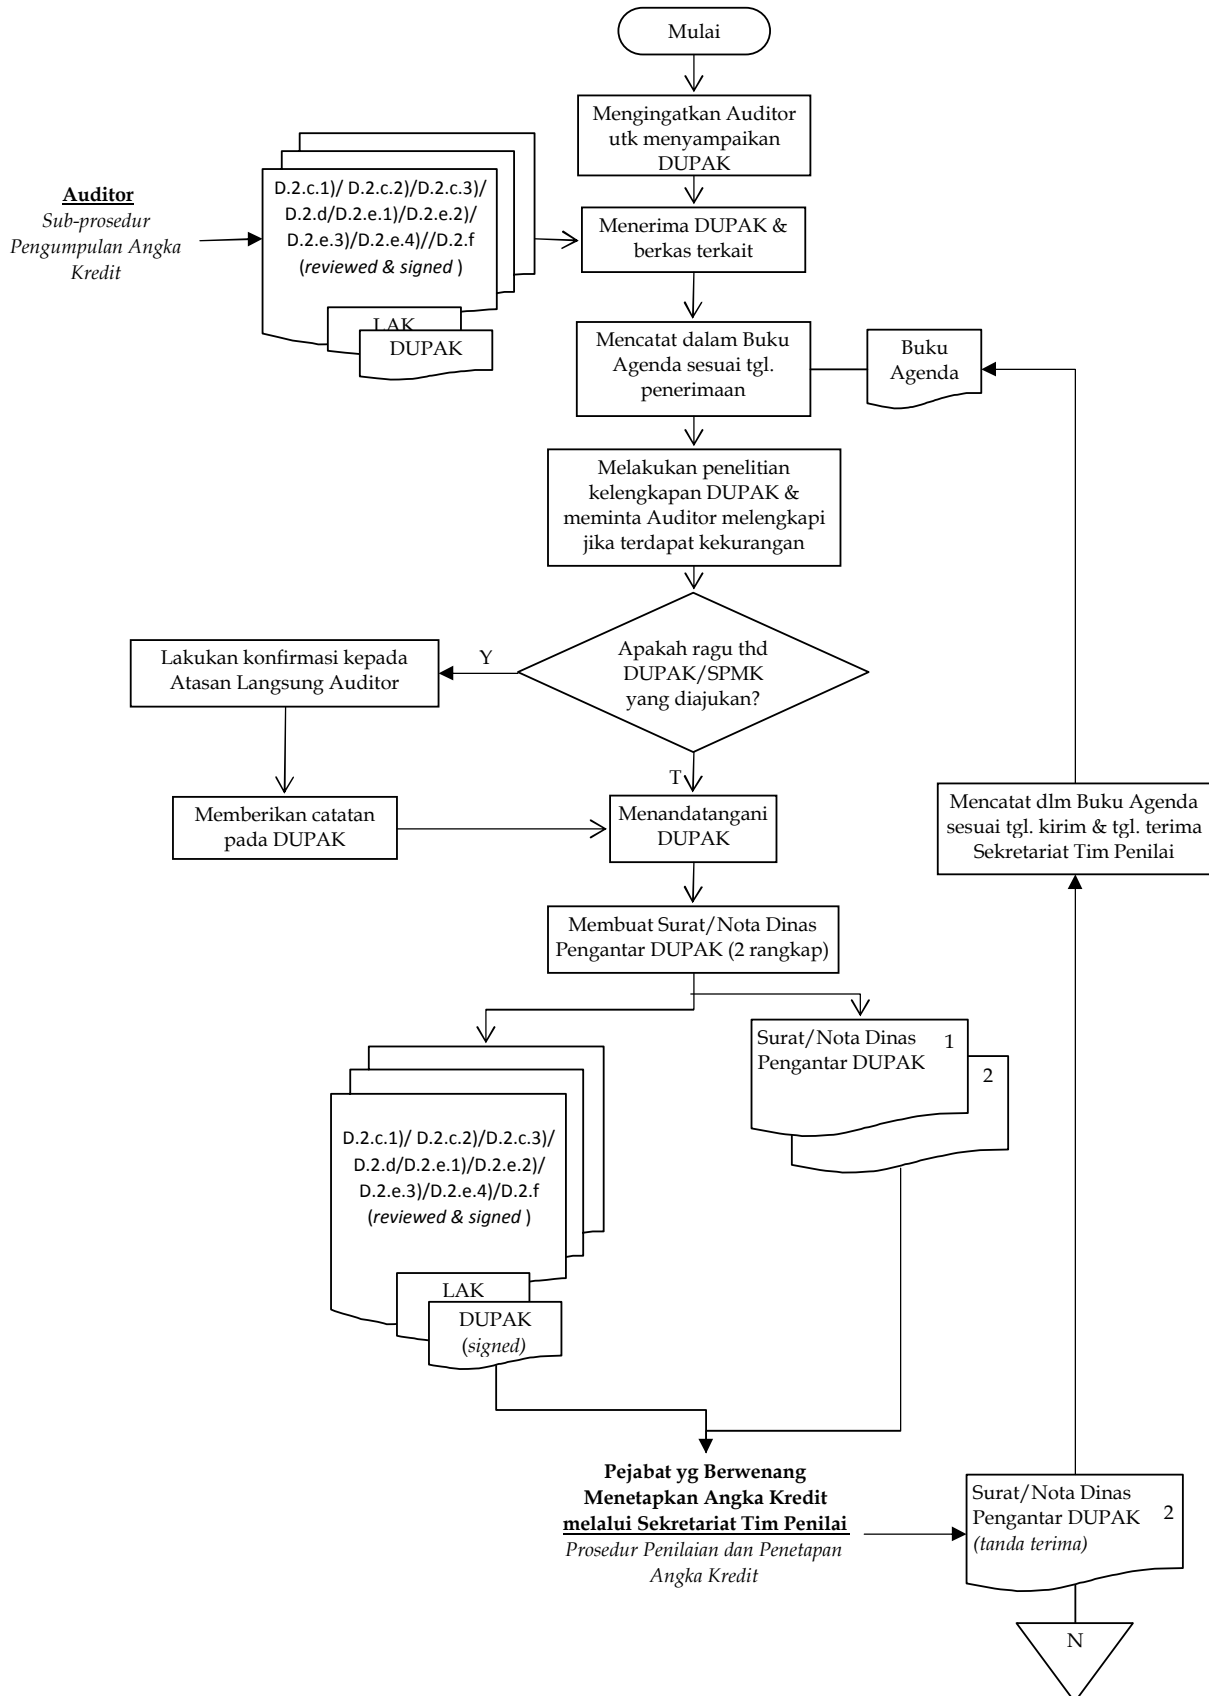 Mulai
Mengingatkan Auditor
utk menyampaikan
DUPAK
Auditor
Sub-prosedur
Pengumpulan Angka
Kredit
D.2.c.1)/ D.2.c.2)/D.2.c.3)/
D.2.d/D.2.e.1)/D.2.e.2)/
D.2.e.3)/D.2.e.4)//D.2.f
(reviewed & signed )
LAK
DUPAK
Menerima DUPAK &
berkas terkait
Mencatat dalam Buku
Agenda sesuai tgl.
penerimaan
Buku
Agenda
Melakukan penelitian
kelengkapan DUPAK &
meminta Auditor melengkapi
jika terdapat kekurangan
Apakah ragu thd
DUPAK/SPMK
yang diajukan?
Y
Lakukan konfirmasi kepada
Atasan Langsung Auditor
T
Memberikan catatan
pada DUPAK
Menandatangani
DUPAK
Mencatat dlm Buku Agenda
sesuai tgl. kirim & tgl. terima
Sekretariat Tim Penilai
Membuat Surat/Nota Dinas
Pengantar DUPAK (2 rangkap)
Surat/Nota Dinas 1
Pengantar DUPAK
2
D.2.c.1)/ D.2.c.2)/D.2.c.3)/
D.2.d/D.2.e.1)/D.2.e.2)/
D.2.e.3)/D.2.e.4)/D.2.f
(reviewed & signed )
LAK
DUPAK
(signed)
Pejabat yg Berwenang
Menetapkan Angka Kredit
melalui Sekretariat Tim Penilai
Prosedur Penilaian dan Penetapan
Angka Kredit
Surat/Nota Dinas
Pengantar DUPAK 2
(tanda terima)
N